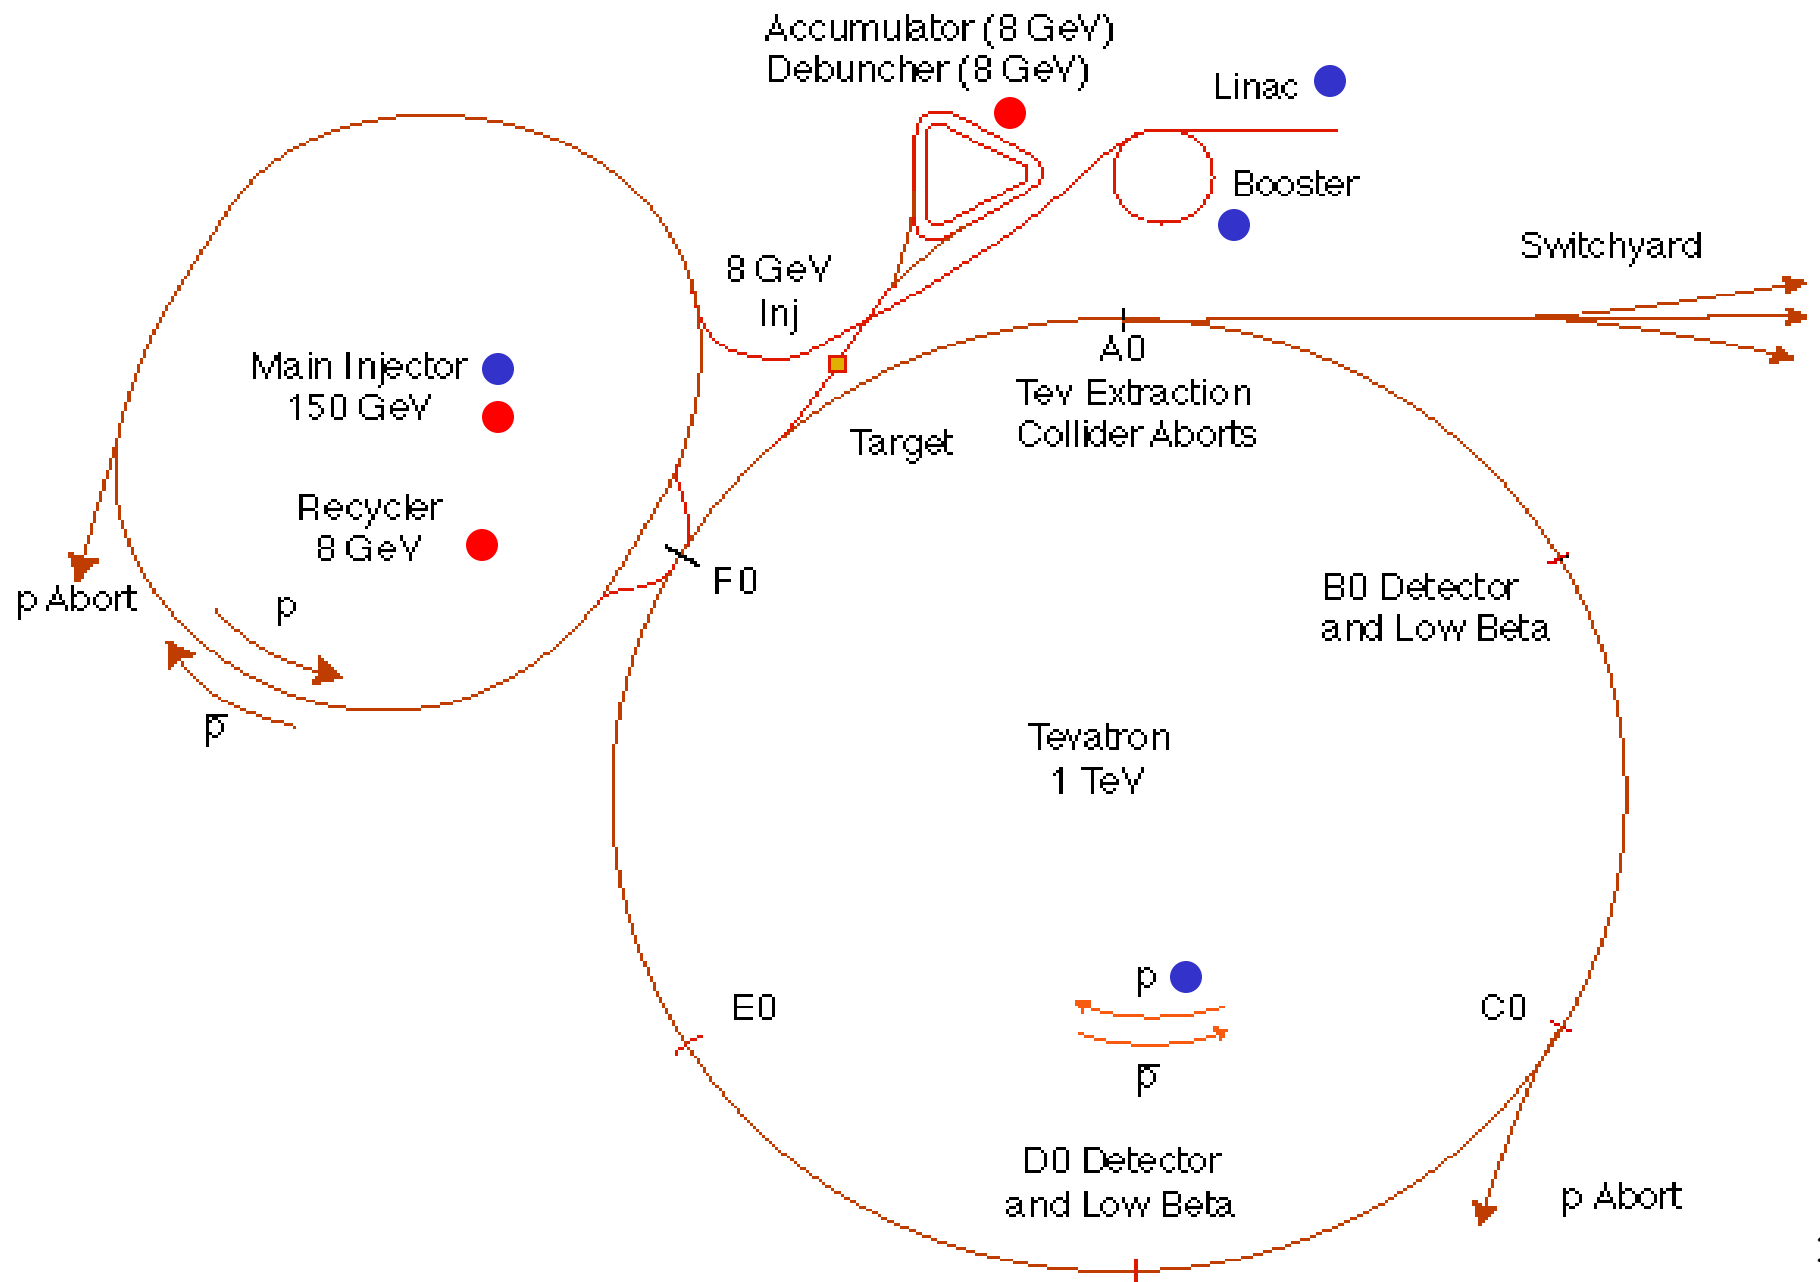 Accumulator (8 GeV)
Debuncher (8 GeV)
Linac
Booster
Switchyard
8 GeV
Inj
A0
Tev Extraction
Collider Aborts
Main Injector
150 GeV
Target
Recycler
8 GeV
F0
p Abort
p
p̅
B0 Detector
and Low Beta
Tevatron
1 TeV
p
p̅
E0
C0
D0 Detector
and Low Beta
p Abort